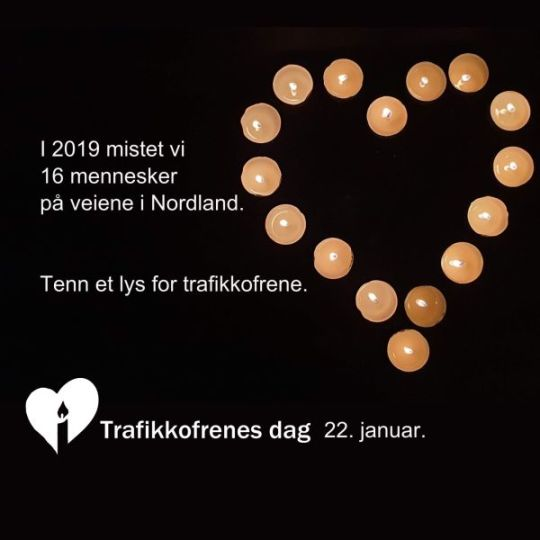 I 2019 mistet vi
16 mennesker
på veiene i Nordland.
Tenn et lys for trafikkofrene.
Trafikkofrenes dag 22. januar.